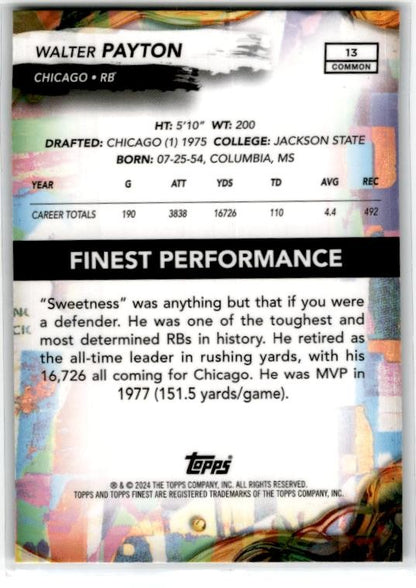 WALTER PAYTON
CHICAGO • RB
13
COMMON
HT: 5'10" WT: 200
DRAFTED: CHICAGO (1) 1975 COLLEGE: JACKSON STATE
BORN: 07-25-54, COLUMBIA, MS
YEAR G ATT YDS TD AVG REC
CAREER TOTALS 190 3838 16726 110 4.4 492
FINEST PERFORMANCE
"Sweetness" was anything but that if you were
a defender. He was one of the toughest and
most determined RBs in history. He retired as
the all-time leader in rushing yards, with his
16,726 all coming for Chicago. He was MVP in
1977 (151.5 yards/game).
Topps
® & © 2024 THE TOPPS COMPANY, INC. ALL RIGHTS RESERVED.
TOPPS AND TOPPS FINEST ARE REGISTERED TRADEMARKS OF THE TOPPS COMPANY, INC.